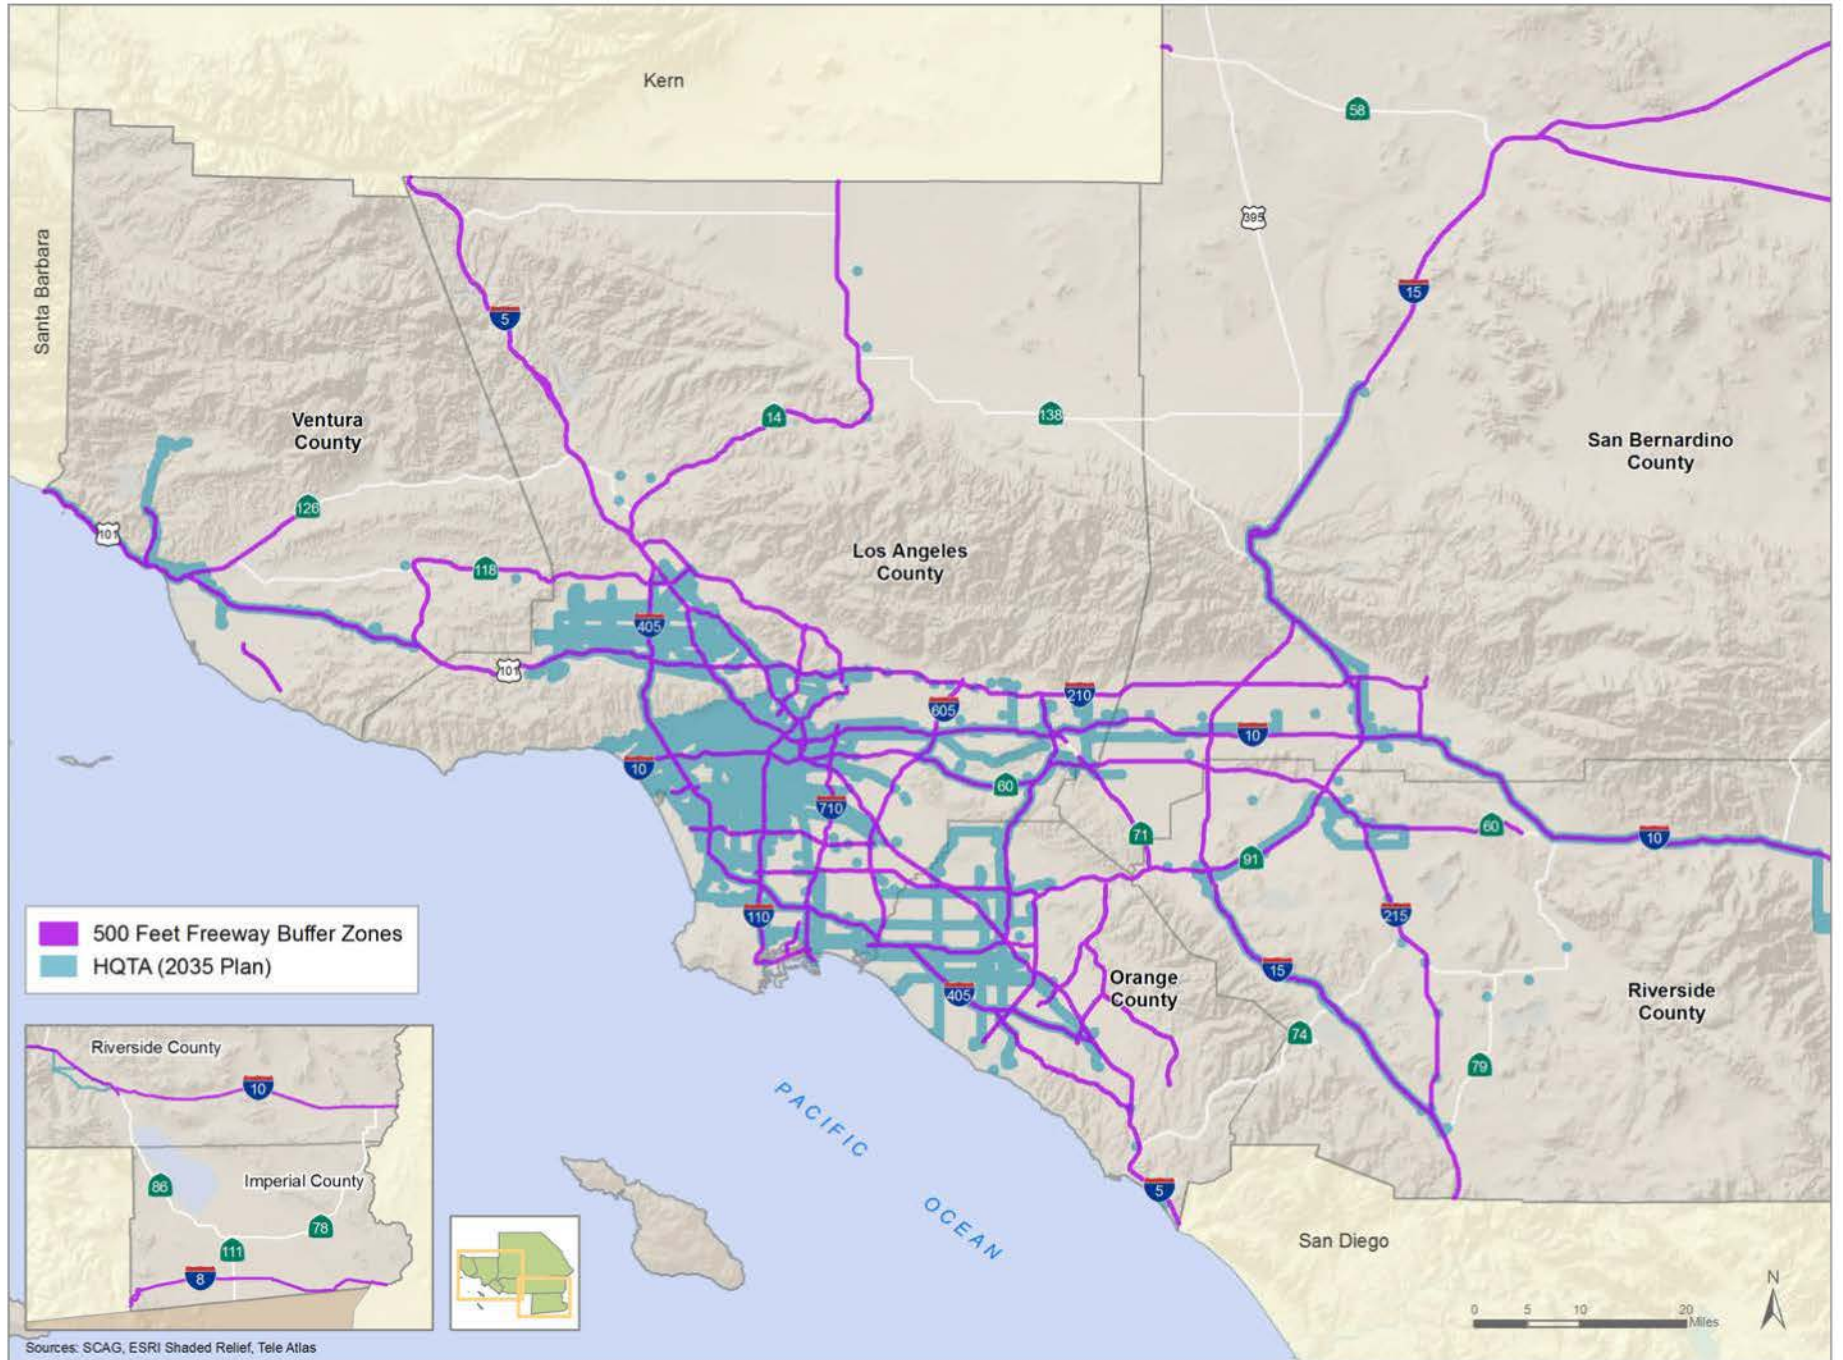 Kern
58
395
Santa Barbara
15
5
Ventura
County
14
138
San Bernardino
County
126
101
Los Angeles
County
118
405
101
210
605
10
10
60
710
71
60
10
91
110
215
500 Feet Freeway Buffer Zones
HQTA (2035 Plan)
405
Orange
County
15
Riverside
County
74
79
Riverside County
10
PACIFIC
OCEAN
86
Imperial County
78
111
8
5
San Diego
N
0 5 10 20
Miles
Sources: SCAG, ESRI Shaded Relief, Tele Atlas